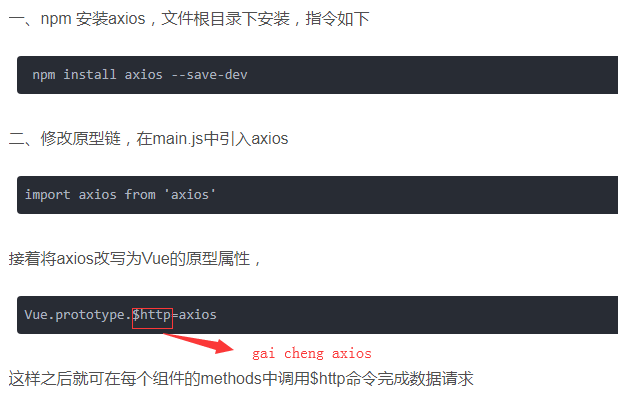 一、npm 安装axios，文件根目录下安装，指令如下
npm install axios --save-dev
二、修改原型链，在main.js中引入axios
import axios from 'axios'
接着将axios改写为Vue的原型属性，
Vue.prototype.$http=axios
gai cheng axios
这样之后就可在每个组件的methods中调用$http命令完成数据请求